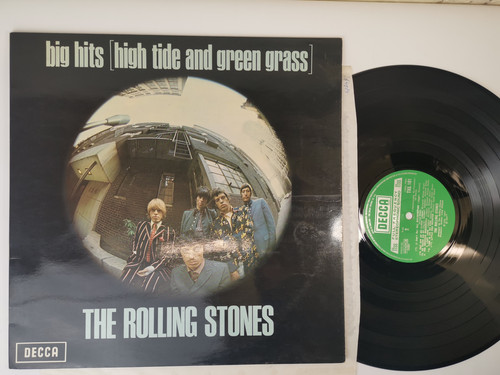 big hits [high tide and green grass]
THE ROLLING STONES
DECCA
DECCA